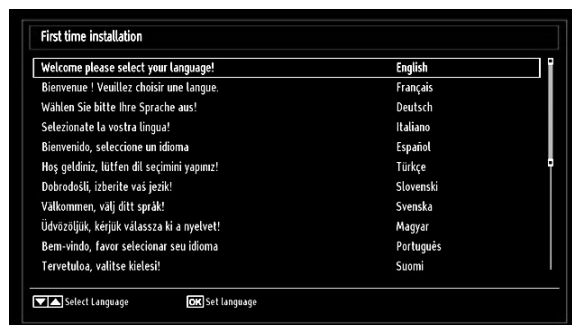 First time installation
Welcome please select your language! English
Bienvenue ! Veuillez choisir une langue. Français
Wählen Sie bitte Ihre Sprache aus! Deutsch
Selezionate la vostra lingua! Italiano
Bienvenido, seleccione un idioma Español
Hoş geldiniz, lütfen dil seçimini yapınız! Türkçe
Dobrodošli, izberite vaš jezik! Slovenski
Välkommen, välj ditt språk! Svenska
Üdvözöljük, kérjük válassza ki a nyelvet! Magyar
Bem-vindo, favor selecionar seu idioma Português
Tervetuloa, valitse kielesi! Suomi
Select Language OK Set language